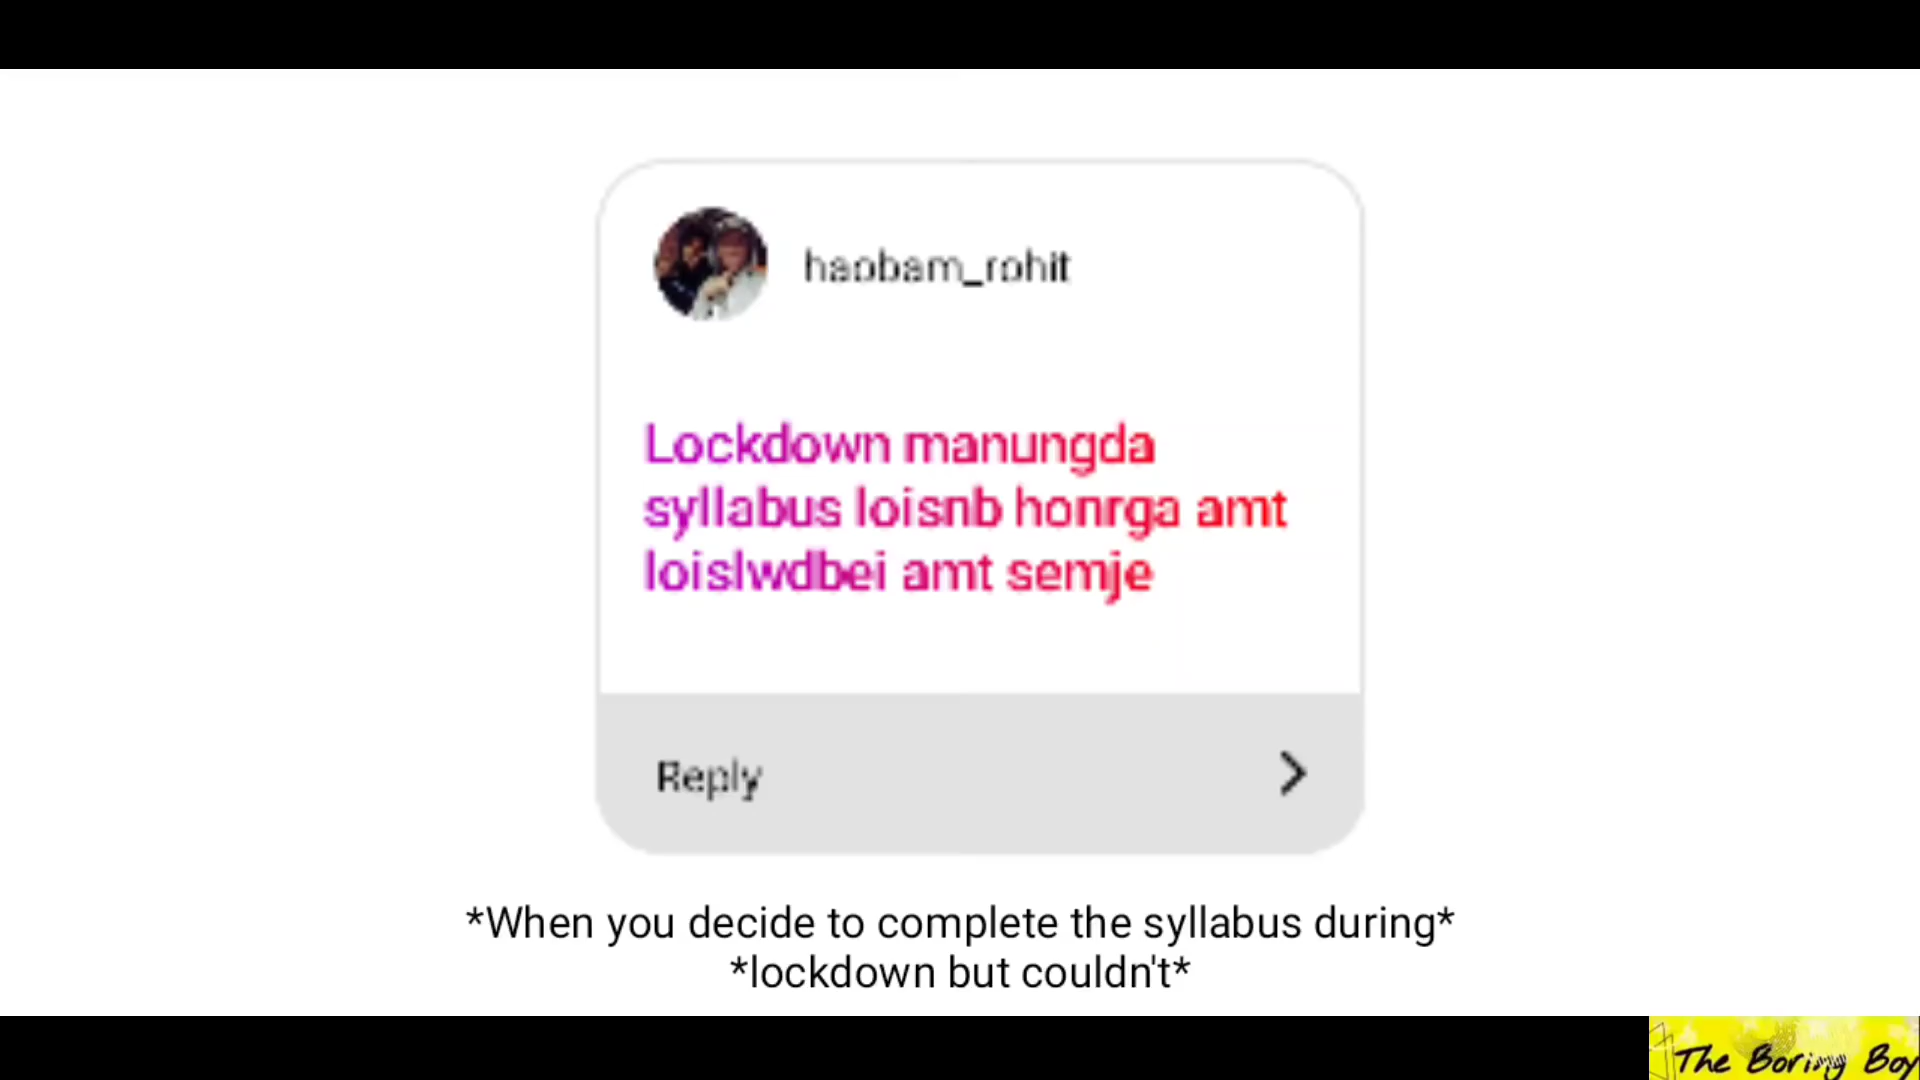 haobam_rohit
Lockdown manungda
syllabus loisnb honrga amt
loislwdbei amt semje
Reply
*When you decide to complete the syllabus during*
*lockdown but couldn't*
The Boring Boy